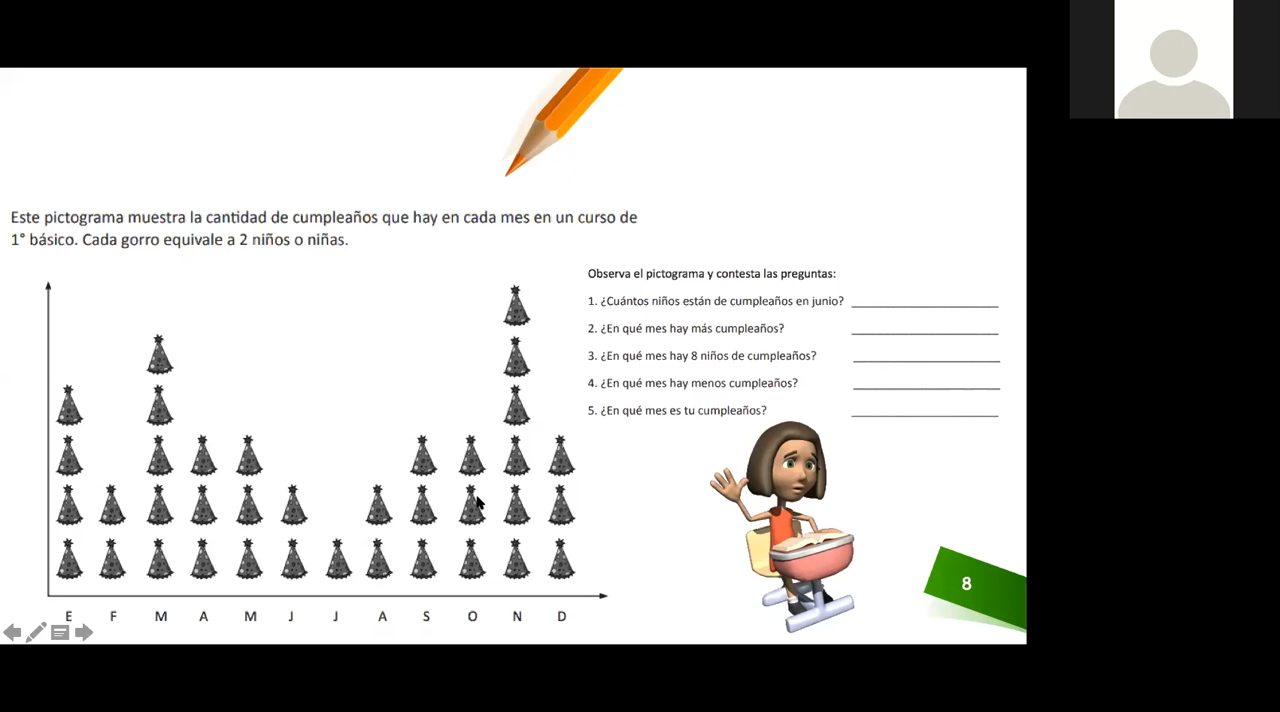 Este pictograma muestra la cantidad de cumpleaños que hay en cada mes en un curso de
1° básico. Cada gorro equivale a 2 niños o niñas.
Observa el pictograma y contesta las preguntas:
1. ¿Cuántos niños están de cumpleaños en junio?
2. ¿En qué mes hay más cumpleaños?
3. ¿En qué mes hay 8 niños de cumpleaños?
4. ¿En qué mes hay menos cumpleaños?
5. ¿En qué mes es tu cumpleaños?
E F M A M J J A S O N D
8